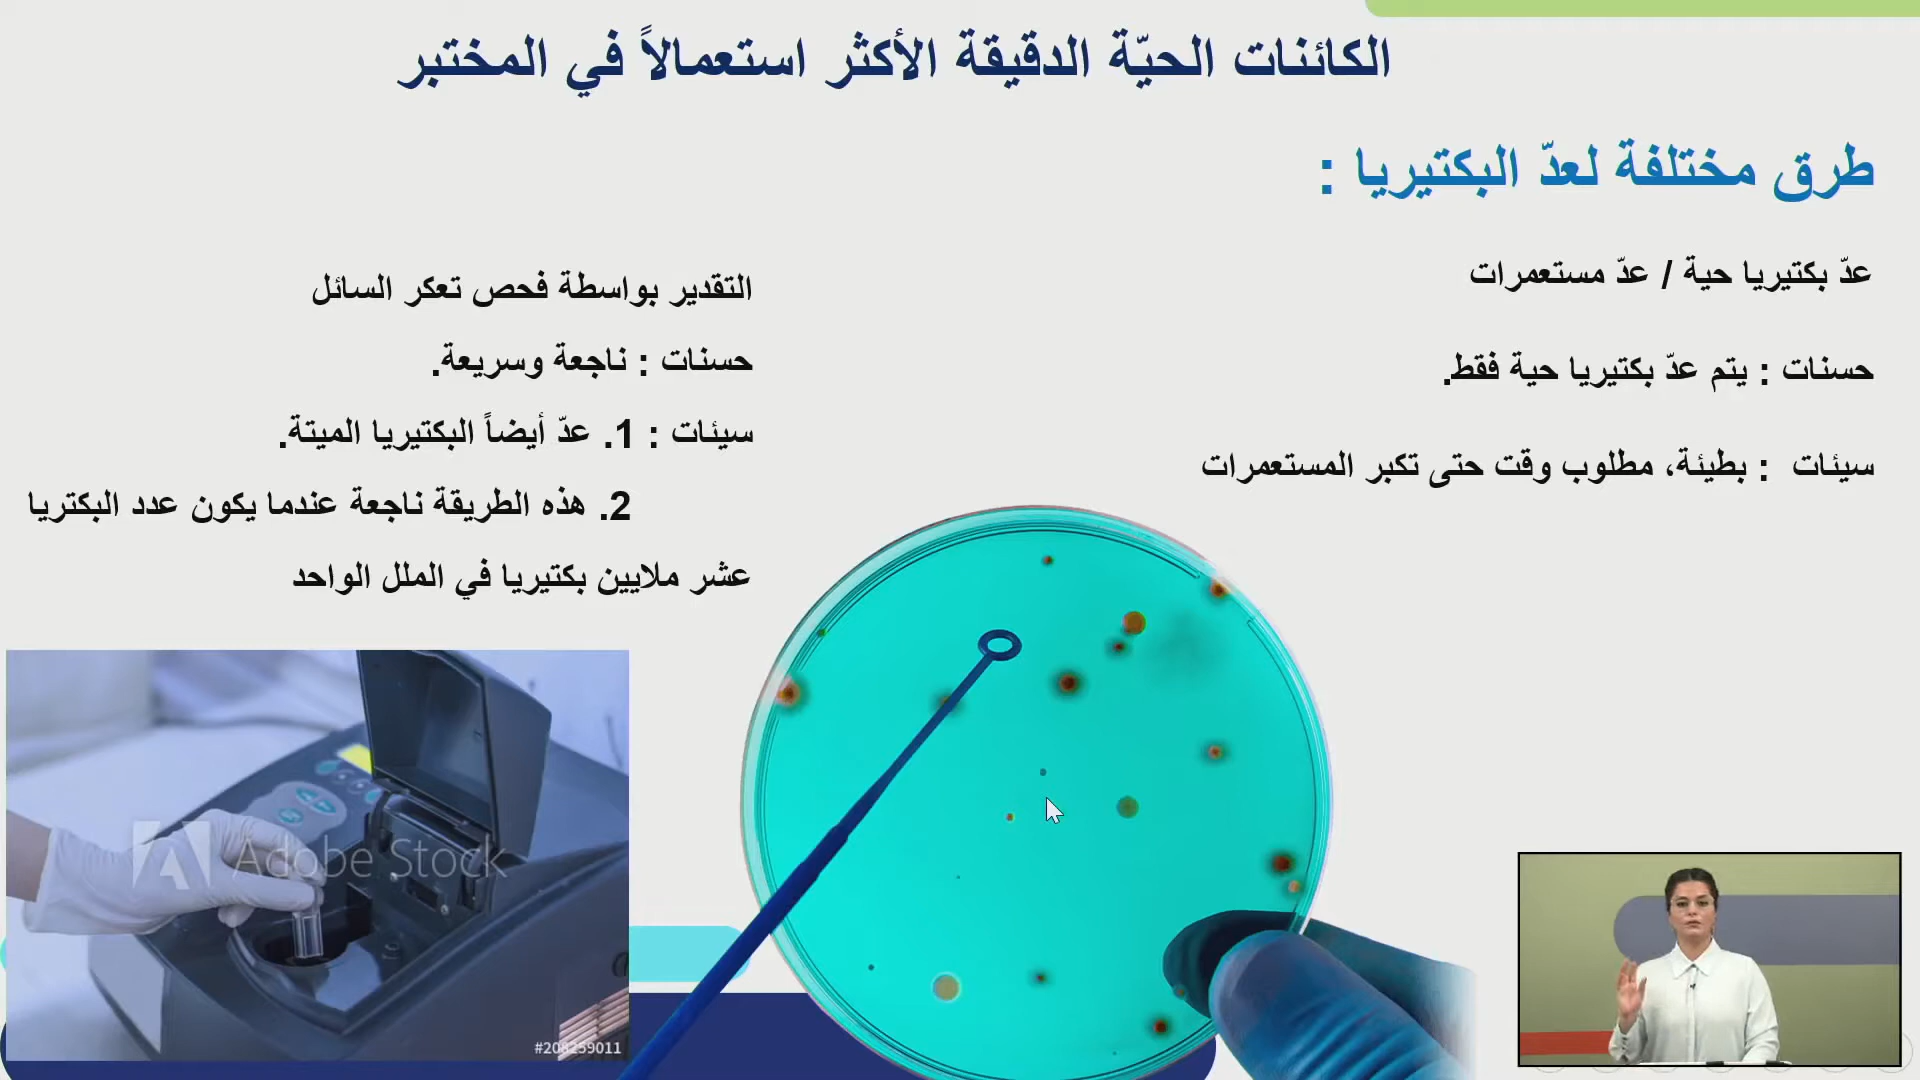 الكائنات الحيّة الدقيقة الأكثر استعمالاً في المختبر
طرق مختلفة لعدّ البكتيريا :
عدّ بكتيريا حية / عدّ مستعمرات
حسنات : يتم عدّ بكتيريا حية فقط.
سيئات : بطيئة، مطلوب وقت حتى تكبر المستعمرات
التقدير بواسطة فحص تعكر السائل
حسنات : ناجعة وسريعة.
سيئات : 1. عدّ أيضاً البكتيريا الميتة.
2. هذه الطريقة ناجعة عندما يكون عدد البكتريا
عشر ملايين بكتيريا في الملل الواحد
Adobe Stock
#208259011